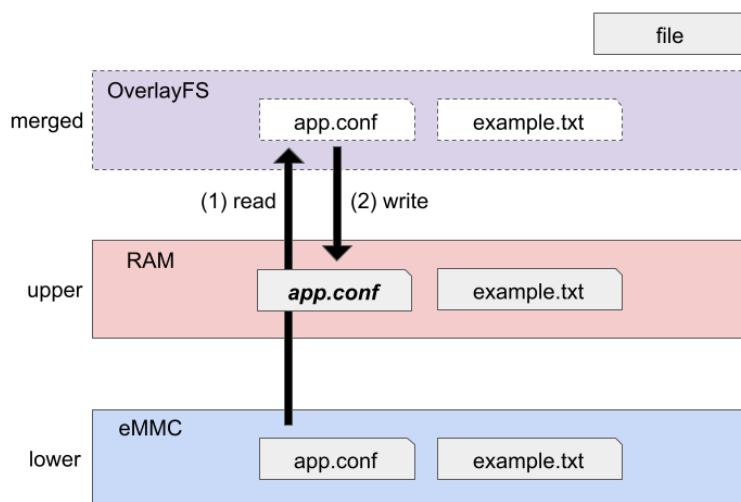 file
OverlayFS
merged
app.conf
example.txt
(1) read
(2) write
RAM
upper
app.conf
example.txt
eMMC
lower
app.conf
example.txt